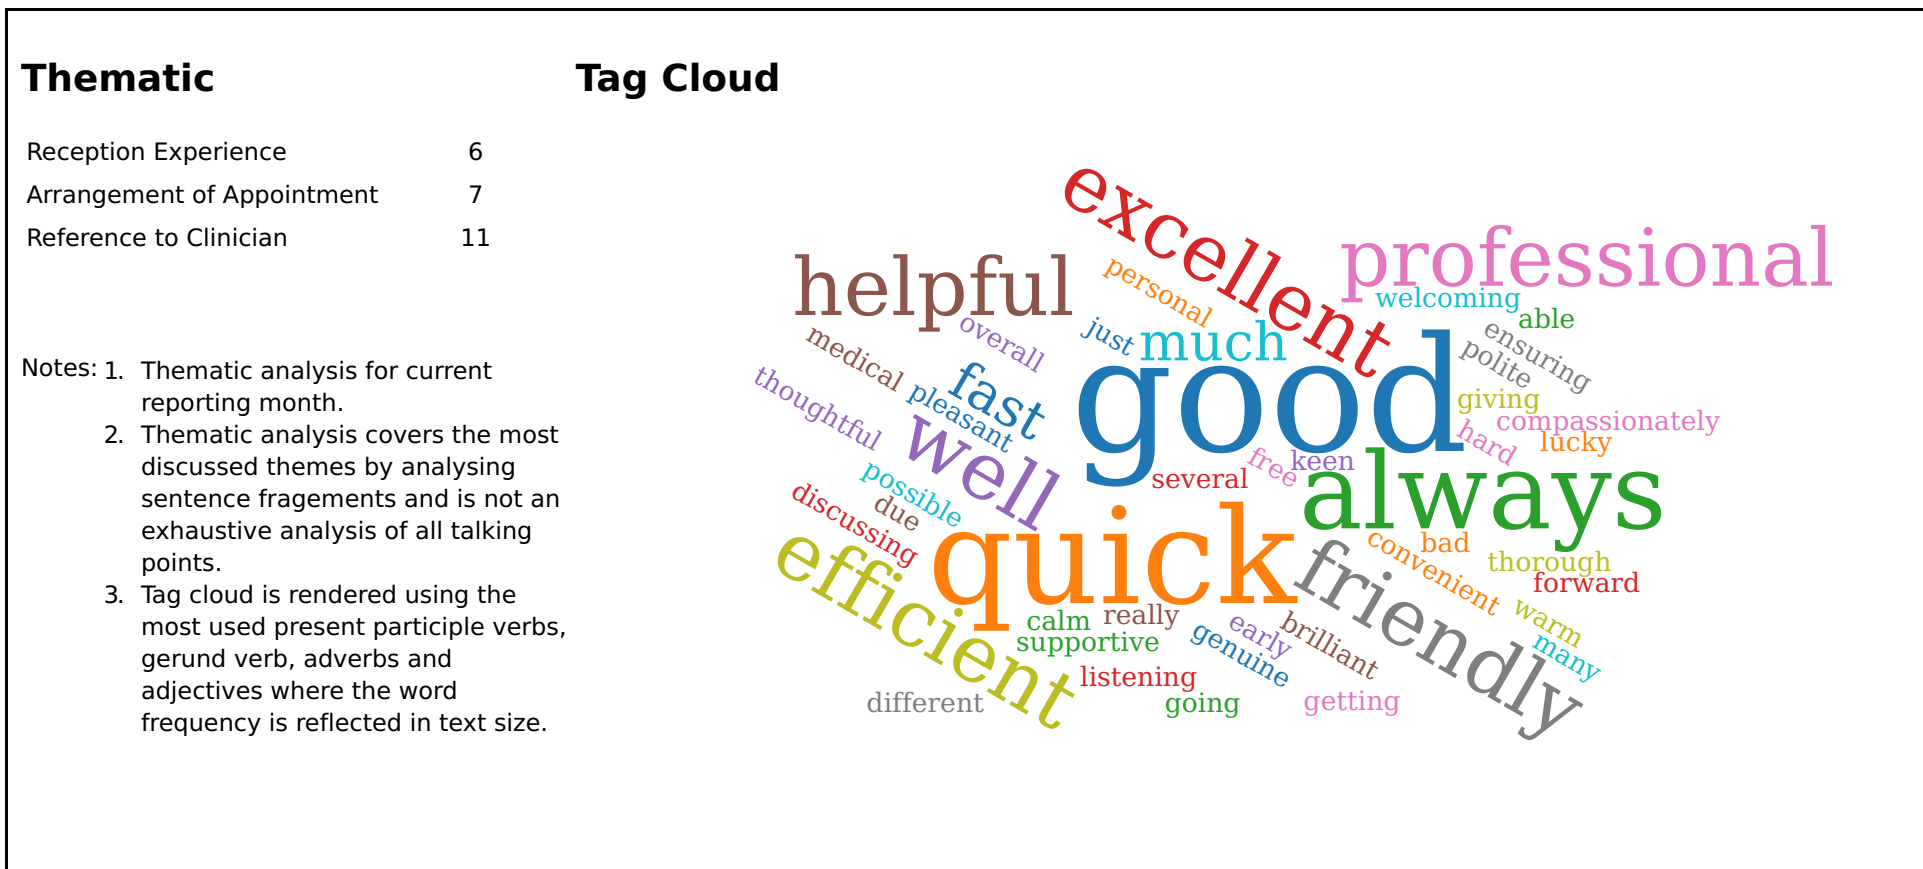 Thematic
Tag Cloud
Reception Experience 6
Arrangement of Appointment 7
Reference to Clinician 11
Notes: 1. Thematic analysis for current
reporting month.
2. Thematic analysis covers the most
discussed themes by analysing
sentence fragements and is not an
exhaustive analysis of all talking
points.
3. Tag cloud is rendered using the
most used present participle verbs,
gerund verb, adverbs and
adjectives where the word
frequency is reflected in text size.
excellent
professional
helpful
personal
welcoming
able
ensuring
overall
just
much
polite
medical
good
fast
thoughtful
pleasant
giving
compassionately
well
hard
lucky
free
keen
several
always
possible
discussing
due
quick
efficient
friendly
convenient
bad
thorough
forward
calm
really
supportive
genuine
early
brilliant
warm
many
listening
different
going
getting